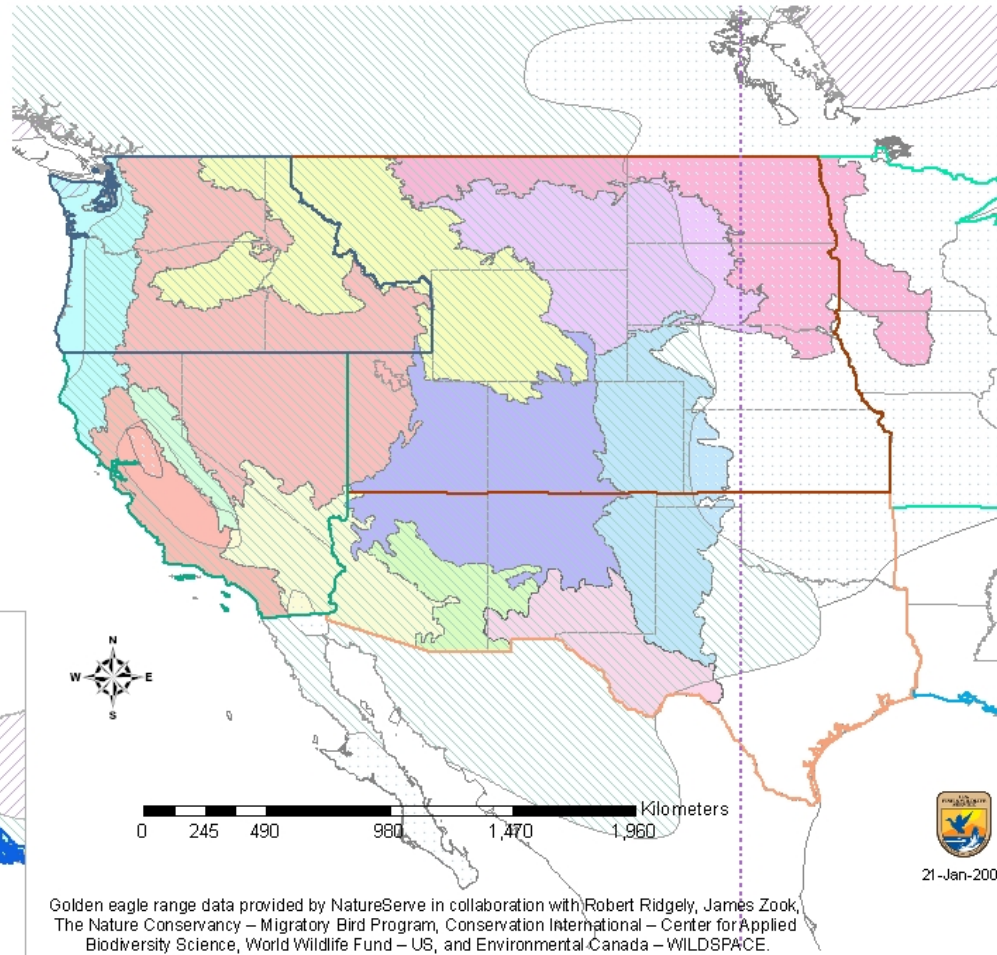 N
W E
S
Kilometers
0 245 490 980 1,470 1,960
21-Jan-200
Golden eagle range data provided by NatureServe in collaboration with Robert Ridgely, James Zook,
The Nature Conservancy – Migratory Bird Program, Conservation International – Center for Applied
Biodiversity Science, World Wildlife Fund – US, and Environmental Canada – WILDSPACE.